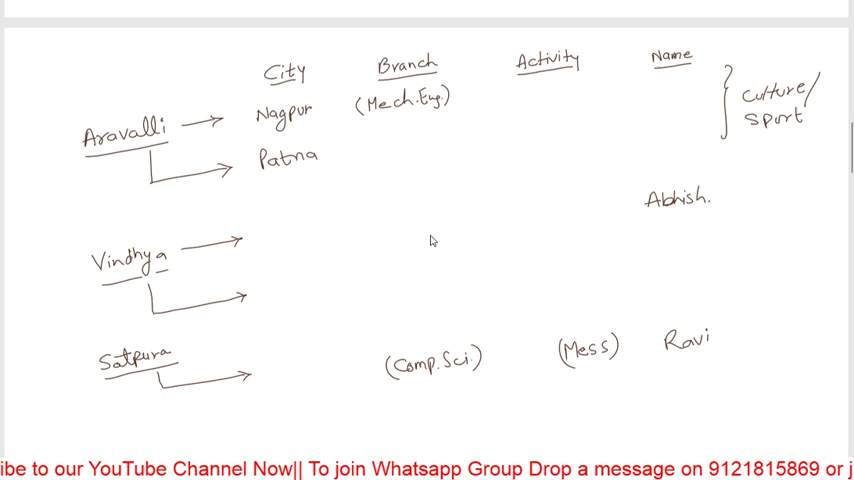 City Branch Activity Name
Aravalli Nagpur (Mech.Eng.) Culture/
Sport
Patna
Abhish.
Vindhya
Satpura (Comp.Sci.) (Mess) Ravi
ibe to our YouTube Channel Now|| To join Whatsapp Group Drop a message on 9121815869 or j